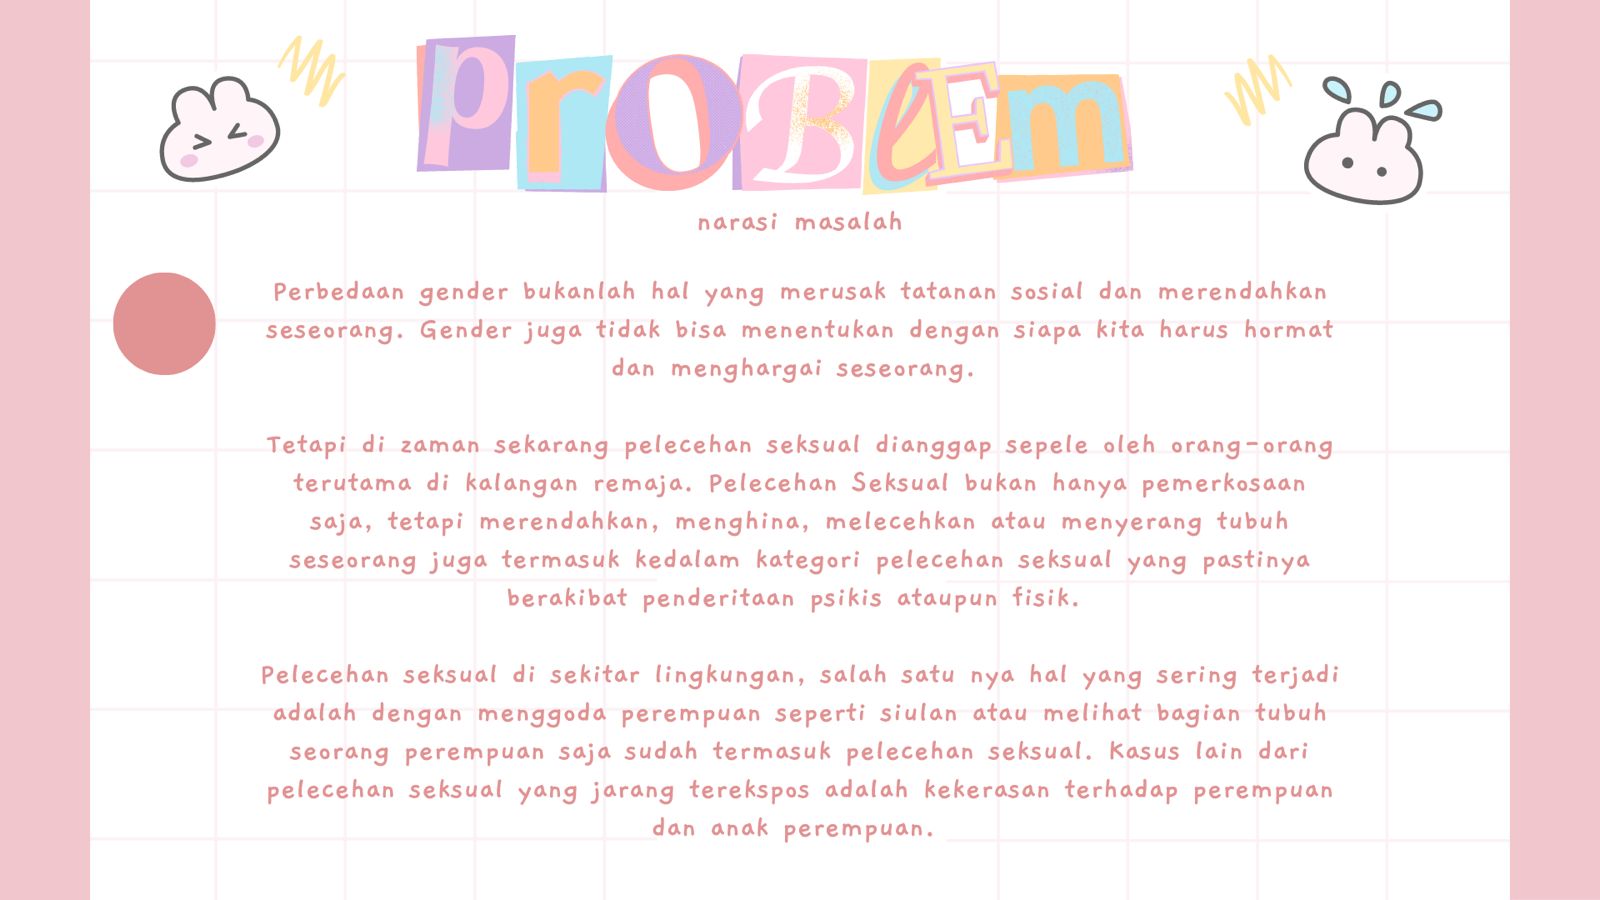 prOBlEm
narasi masalah
Perbedaan gender bukanlah hal yang merusak tatanan sosial dan merendahkan
seseorang. Gender juga tidak bisa menentukan dengan siapa kita harus hormat
dan menghargai seseorang.
Tetapi di zaman sekarang pelecehan seksual dianggap sepele oleh orang-orang
terutama di kalangan remaja. Pelecehan Seksual bukan hanya pemerkosaan
saja, tetapi merendahkan, menghina, melecehkan atau menyerang tubuh
seseorang juga termasuk kedalam kategori pelecehan seksual yang pastinya
berakibat penderitaan psikis ataupun fisik.
Pelecehan seksual di sekitar lingkungan, salah satu nya hal yang sering terjadi
adalah dengan menggoda perempuan seperti siulan atau melihat bagian tubuh
seorang perempuan saja sudah termasuk pelecehan seksual. Kasus lain dari
pelecehan seksual yang jarang terekspos adalah kekerasan terhadap perempuan
dan anak perempuan.